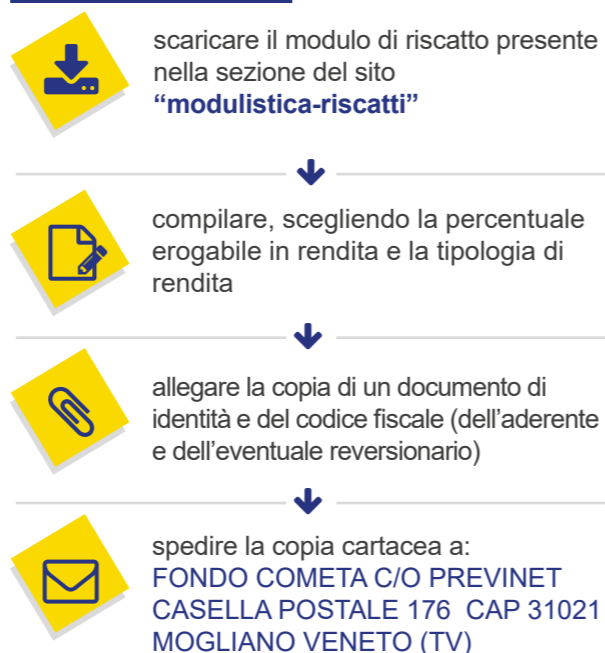 scaricare il modulo di riscatto presente
nella sezione del sito
“modulistica-riscatti”
compilare, scegliendo la percentuale
erogabile in rendita e la tipologia di
rendita
allegare la copia di un documento di
identità e del codice fiscale (dell’aderente
e dell’eventuale reversionario)
spedire la copia cartacea a:
FONDO COMETA C/O PREVINET
CASELLA POSTALE 176 CAP 31021
MOGLIANO VENETO (TV)